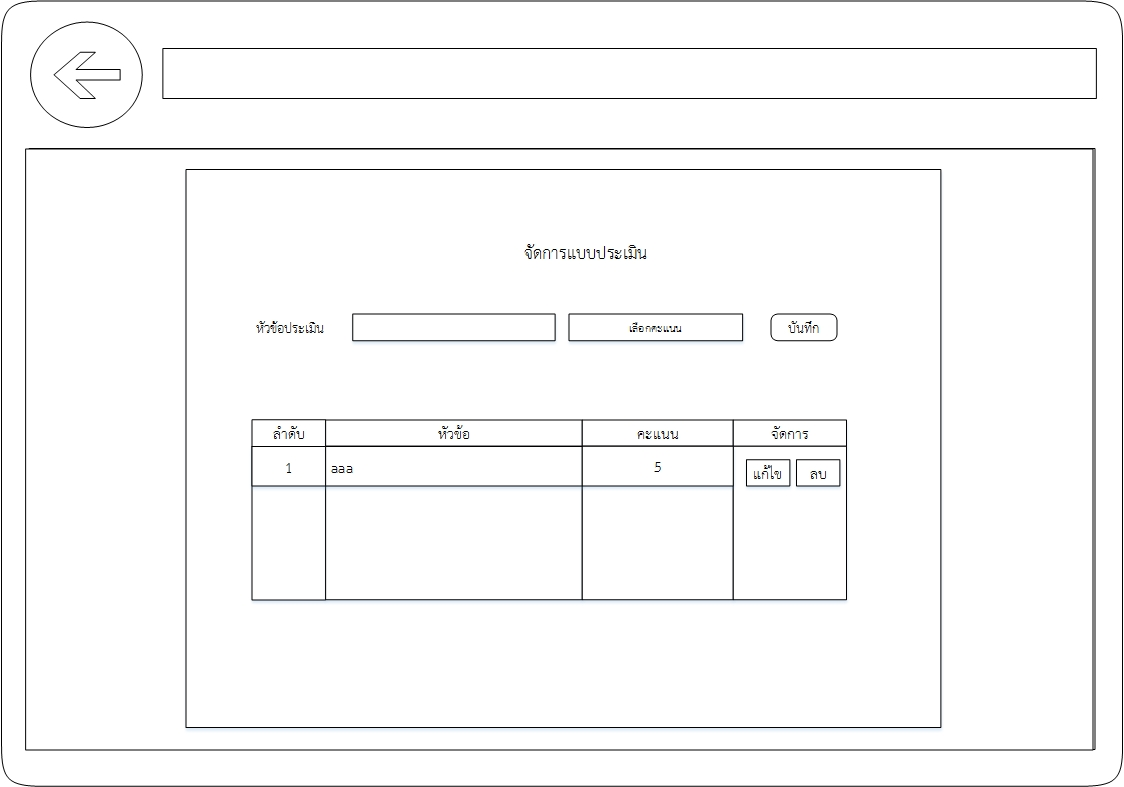 จัดการแบบประเมิน
หัวข้อประเมิน เลือกคะแนน บันทึก
ลำดับ หัวข้อ คะแนน จัดการ
1 aaa 5 แก้ไข ลบ